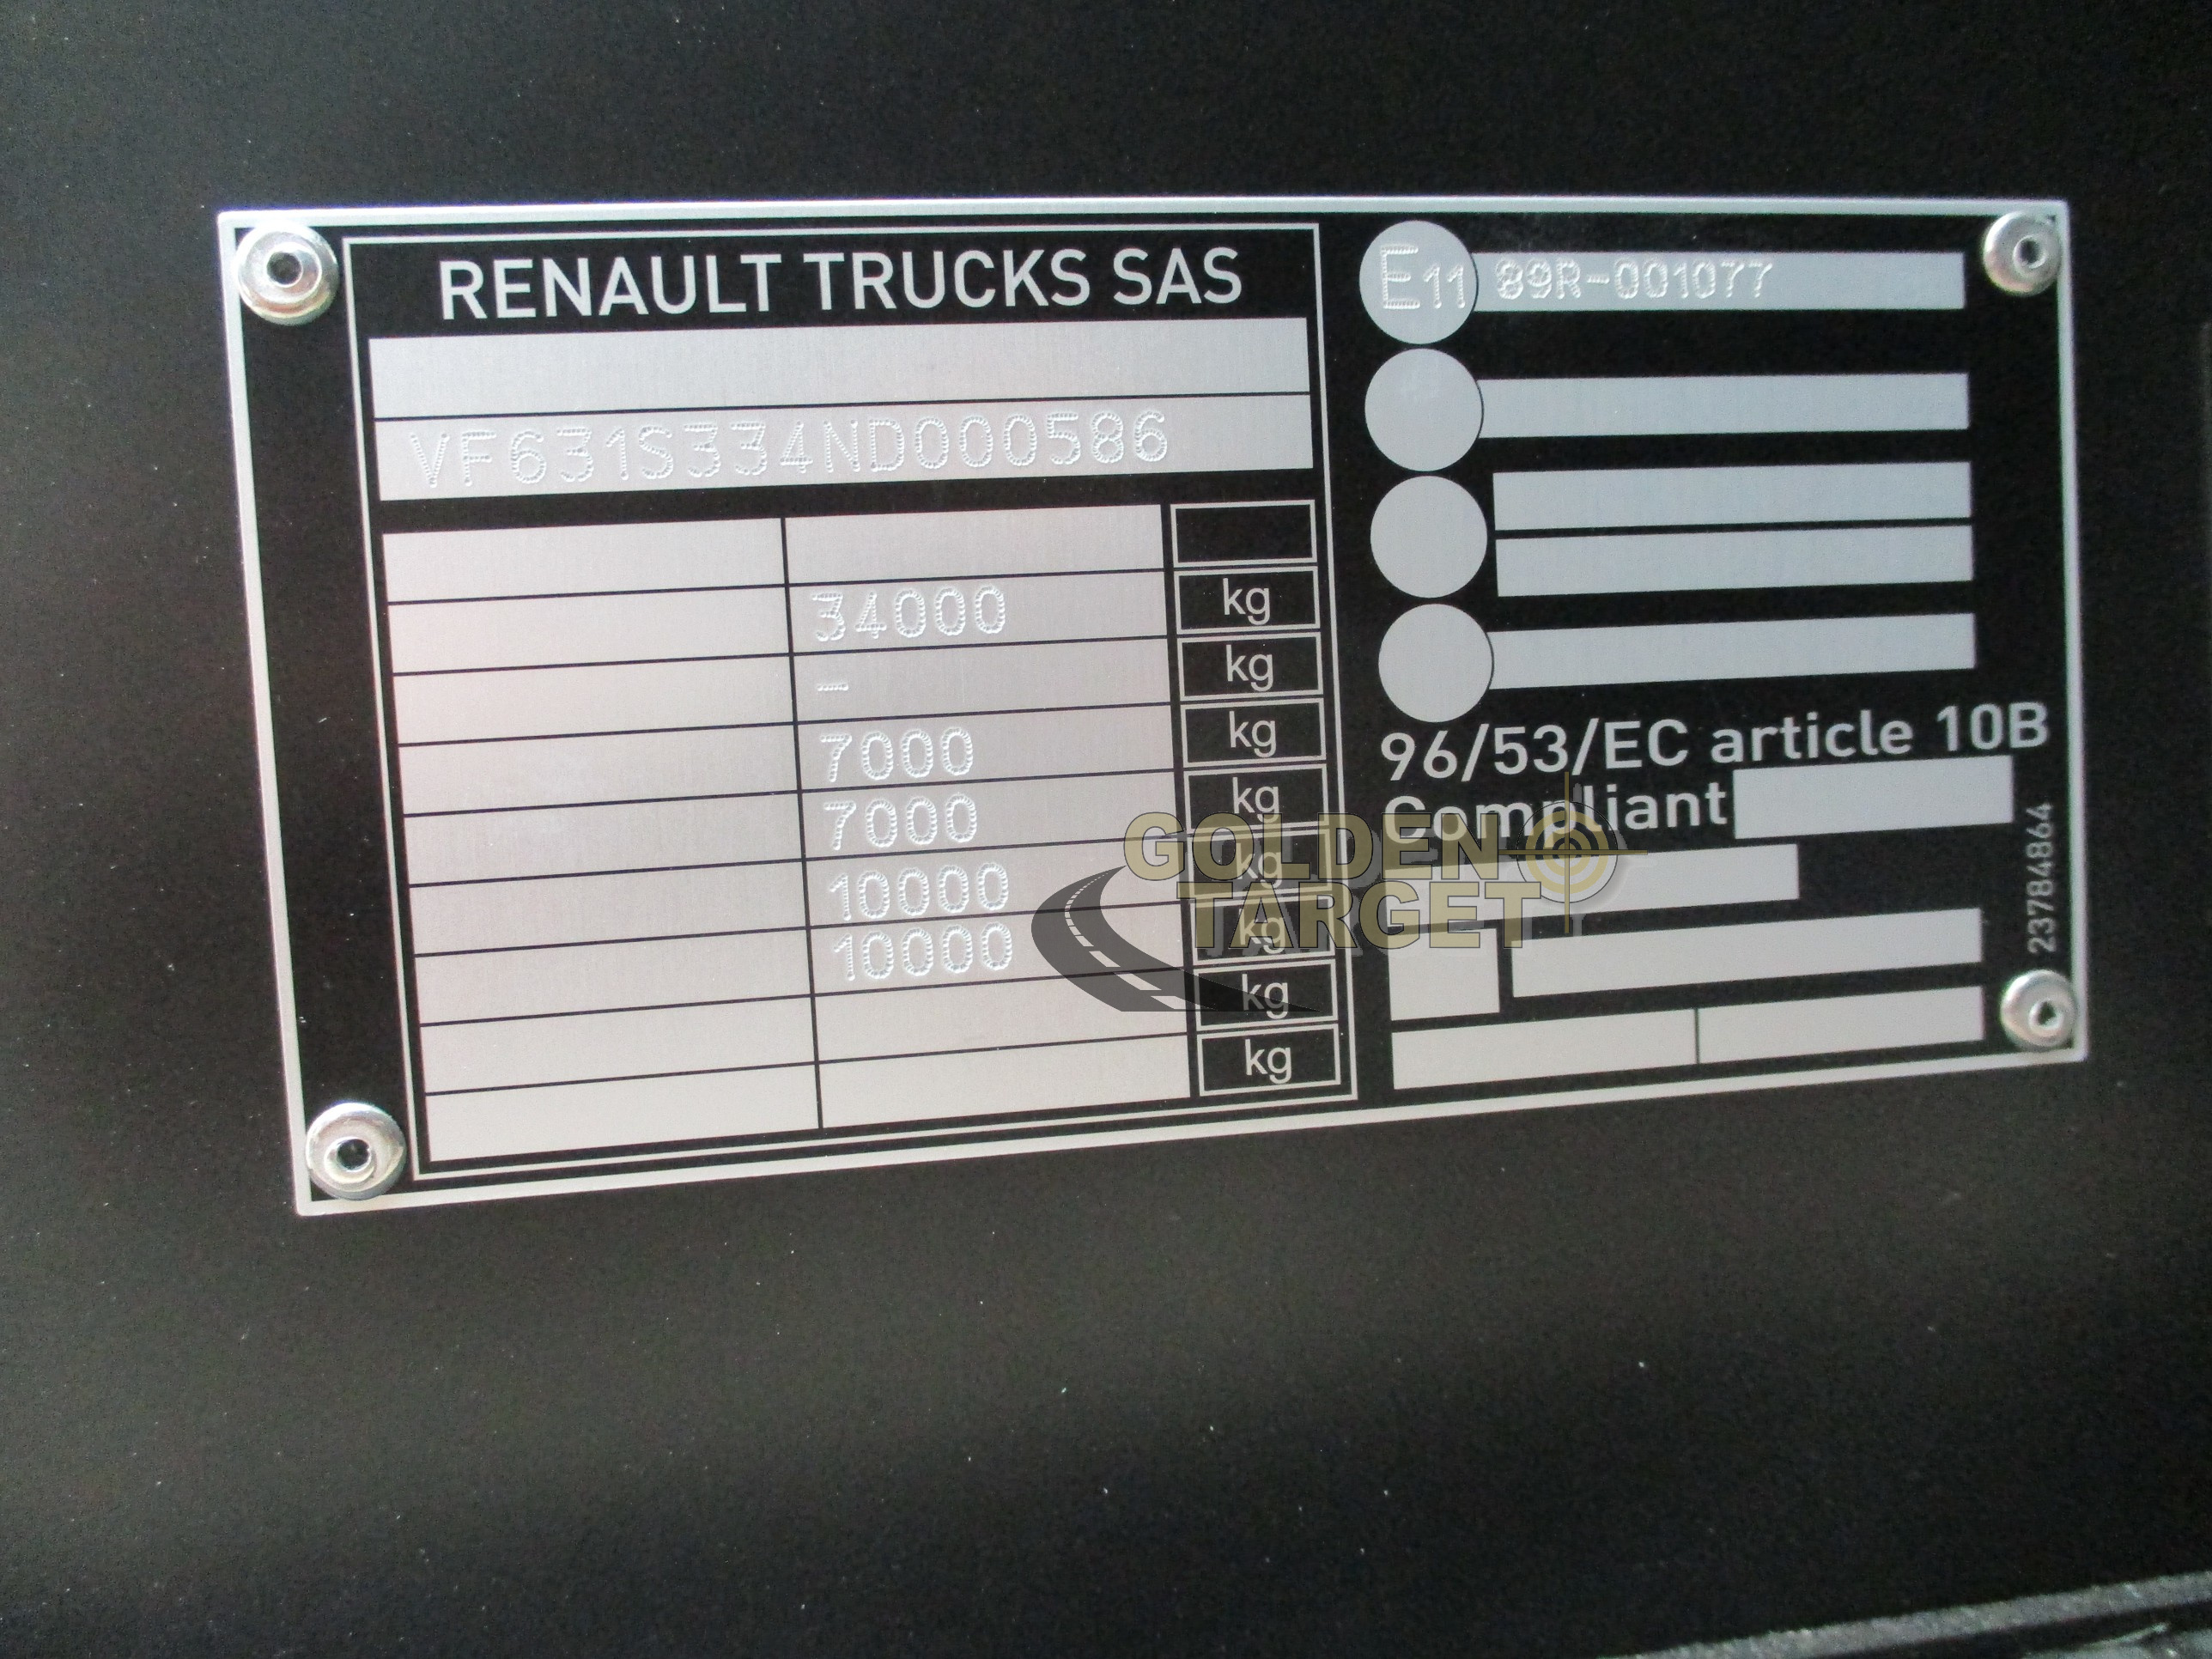 RENAULT TRUCKS SAS
VF631S334ND000586
34000 kg
- kg
7000 kg
7000 kg
10000 kg
10000 kg
kg
kg
E11 89R-001077
96/53/EC article 10B
Compliant
23784864
GOLDEN
TARGET